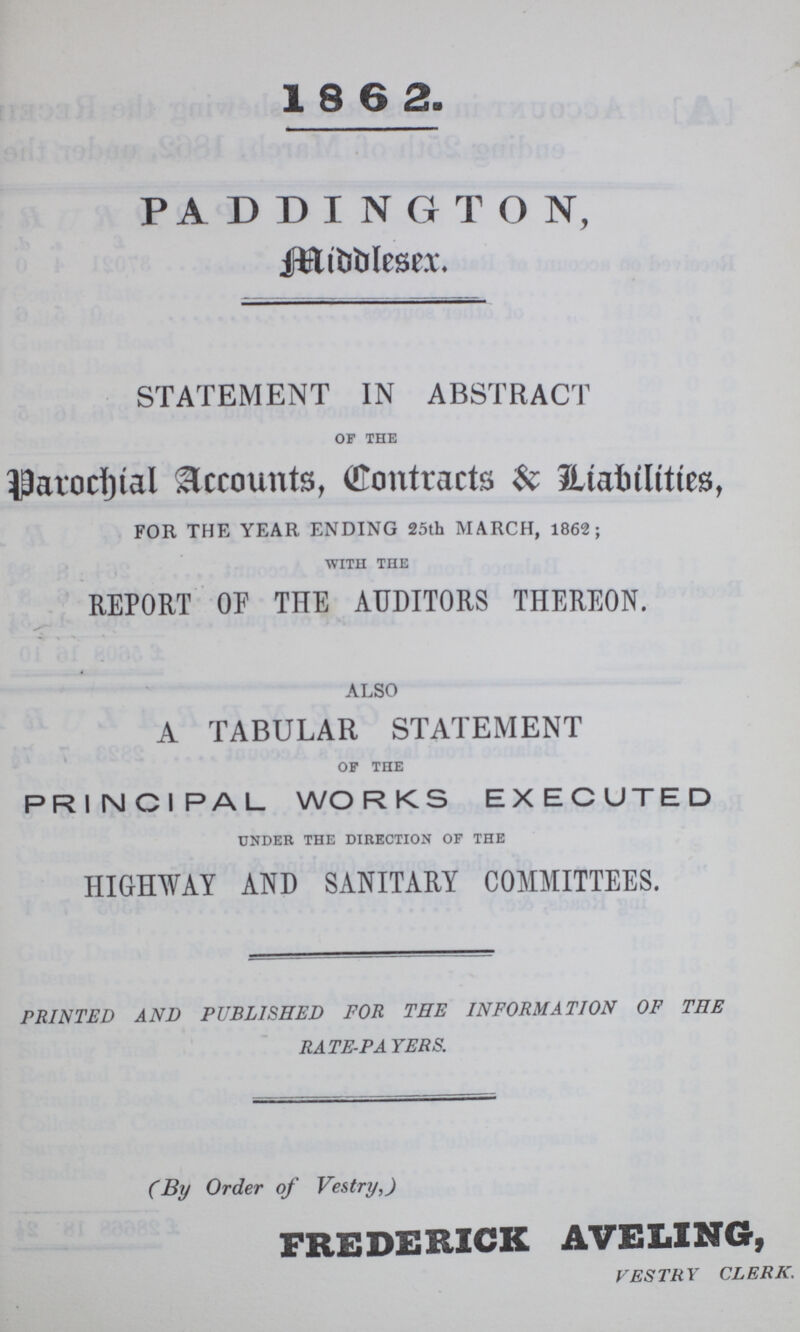 1862.
PADDINGTON,
Middlesex.
STATEMENT IN ABSTRACT
OF THE
Parochial Accounts, Contracts & Liabilities,
FOR THE YEAR ENDING 25th MARCH, 1862;
WITH THE
REPORT OF THE AUDITORS THEREON.
ALSO
A TABULAR STATEMENT
OF THE
PRINCIPAL WORKS EXECUTED
UNDER THE DIRECTION OF THE
HIGHWAY AND SANITARY COMMITTEES.
PRINTED AND PUBLISHED FOR THE INFORMATION OF THE
RATE-PAYERS.
(By Order of Vestry,)
FREDERICK AVELING,
VESTRY CLERK.